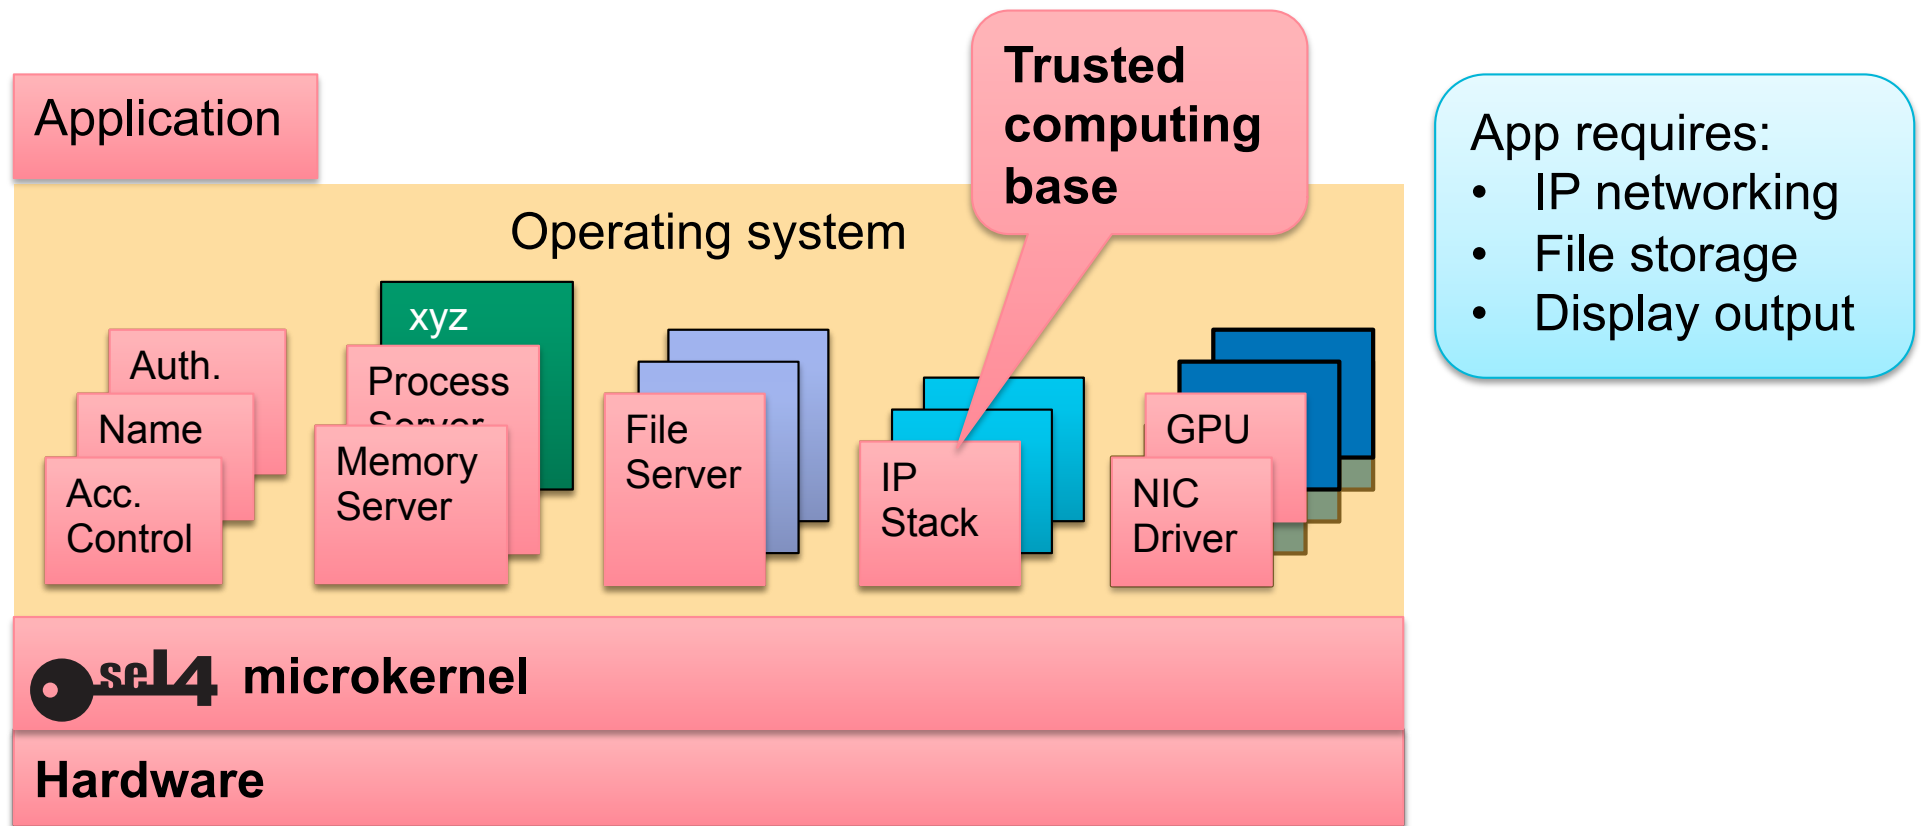 Trusted
computing
base
Application
App requires:
• IP networking
• File storage
• Display output
Operating system
xyz
Auth.
Process
Server
Name
File
Server
GPU
Memory
Server
IP
Stack
Acc.
Control
NIC
Driver
seL4 microkernel
Hardware